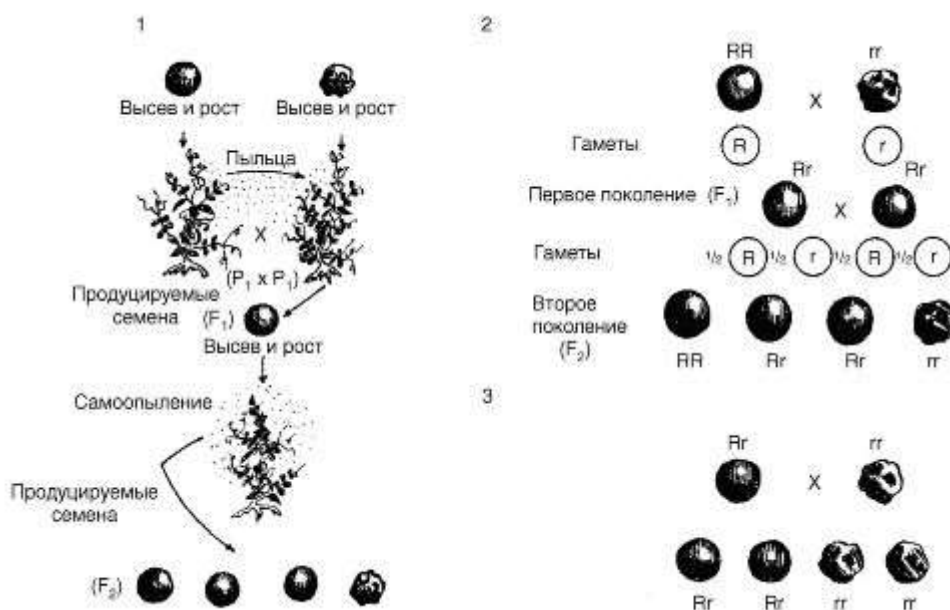 1
Высев и рост Высев и рост
Пыльца
X
(P₁ x P₁)
Продуцируемые
семена (F₁)
Высев и рост
Самоопыление
Продуцируемые
семена
(F₂)
2
RR rr
X
Гаметы R r
Rr Rr
Первое поколение (F₁)
X
Гаметы 1/2 R 1/2 r 1/2 R 1/2 r
Второе
поколение
(F₂)
RR Rr Rr rr
3
Rr rr
X
Rr Rr rr rr